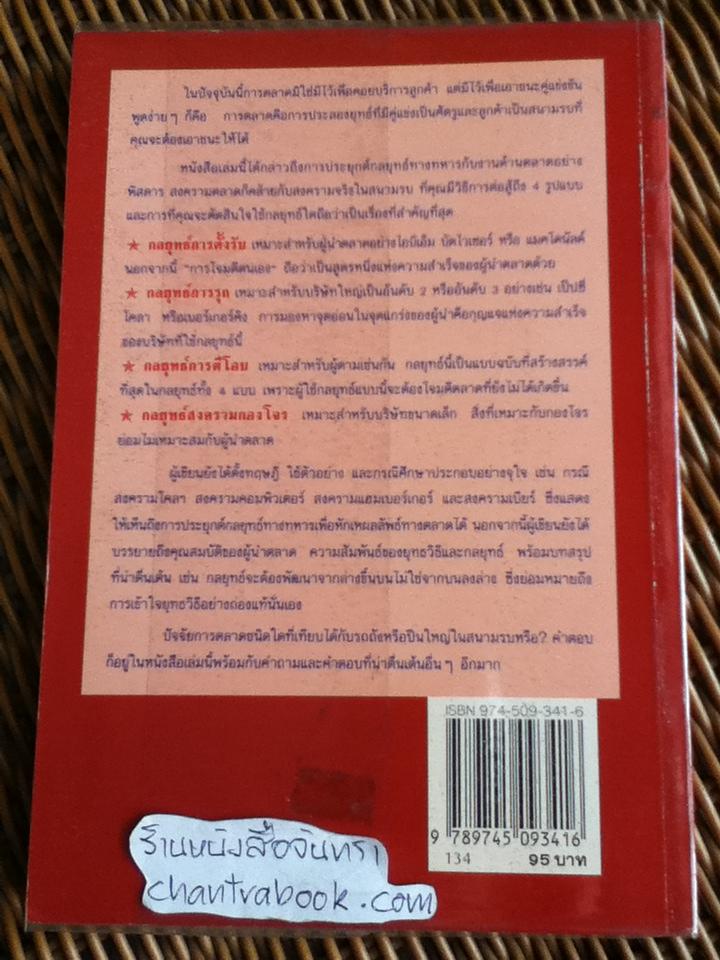 ในปัจจุบันนี้การตลาดมิใช่มีไว้เพื่อคอยบริการลูกค้า แต่มีไว้เพื่อเอาชนะคู่แข่งขัน
พูดง่ายๆ ก็คือ การตลาดคือการประลองยุทธ์ที่มีคู่แข่งเป็นศัตรูและลูกค้าเป็นสนามรบที่
คุณจะต้องเอาชนะให้ได้
หนังสือเล่มนี้ได้กล่าวถึงการประยุกต์กลยุทธ์ทางทหารกับงานด้านตลาดอย่าง
พิสดาร สงครามตลาดก็คล้ายกับสงครามจริงในสนามรบ ที่คุณมีวิธีการต่อสู้ถึง 4 รูปแบบ
และการที่คุณจะตัดสินใจใช้กลยุทธ์ใดถือว่าเป็นเรื่องที่สำคัญที่สุด
★ กลยุทธ์การตั้งรับ เหมาะสำหรับผู้นำตลาดอย่างไอบีเอ็ม บัดไวเซอร์ หรือ แมคโดนัลด์
นอกจากนี้ "การโจมตีตนเอง" ถือว่าเป็นสูตรหนึ่งแห่งความสำเร็จของผู้นำตลาดด้วย
★ กลยุทธ์การรุก เหมาะสำหรับบริษัทใหญ่เป็นอันดับ 2 หรืออันดับ 3 อย่างเช่น เป๊ปซี่
โคลา หรือเบอร์เกอร์คิง การมองหาจุดอ่อนในจุดแกร่งของผู้นำคือกุญแจแห่งความสำเร็จ
ของบริษัทที่ใช้กลยุทธ์นี้
★ กลยุทธ์การตีโอบ เหมาะสำหรับผู้ตามเช่นกัน กลยุทธ์นี้เป็นแบบฉบับที่สร้างสรรค์
ที่สุดในกลยุทธ์ทั้ง 4 แบบ เพราะผู้ใช้กลยุทธ์แบบนี้จะต้องโจมตีตลาดที่ยังไม่ได้เกิดขึ้น
★ กลยุทธ์สงครามกองโจร เหมาะสำหรับบริษัทขนาดเล็ก สิ่งที่เหมาะกับกองโจร
ย่อมไม่เหมาะสมกับผู้นำตลาด
ผู้เขียนยังได้ตั้งทฤษฎี ใช้ตัวอย่าง และกรณีศึกษาประกอบอย่างจุใจ เช่น กรณี
สงครามโคลา สงครามคอมพิวเตอร์ สงครามแฮมเบอร์เกอร์ และสงครามเบียร์ ซึ่งแสดง
ให้เห็นถึงการประยุกต์กลยุทธ์ทางทหารเพื่อหักเหผลลัพธ์ทางตลาดได้ นอกจากนี้ผู้เขียนยังได้
บรรยายถึงคุณสมบัติของผู้นำตลาด ความสัมพันธ์ของยุทธวิธีและกลยุทธ์ พร้อมบทสรุป
ที่น่าตื่นเต้น เช่น กลยุทธ์จะต้องพัฒนาจากล่างขึ้นบนไม่ใช่จากบนลงล่าง ซึ่งย่อมหมายถึง
การเข้าใจยุทธวิธีอย่างถ่องแท้นั่นเอง
ปัจจัยการตลาดชนิดใดที่เทียบได้กับรถถังหรือปืนใหญ่ในสนามรบหรือ? คำตอบ
ก็อยู่ในหนังสือเล่มนี้พร้อมกับคำถามและคำตอบที่น่าตื่นเต้นอื่นๆ อีกมาก
ISBN 974-509-341-6
9 789745 093416
134 95 บาท
ร้านหนังสือจันทรา
chantrabook.com